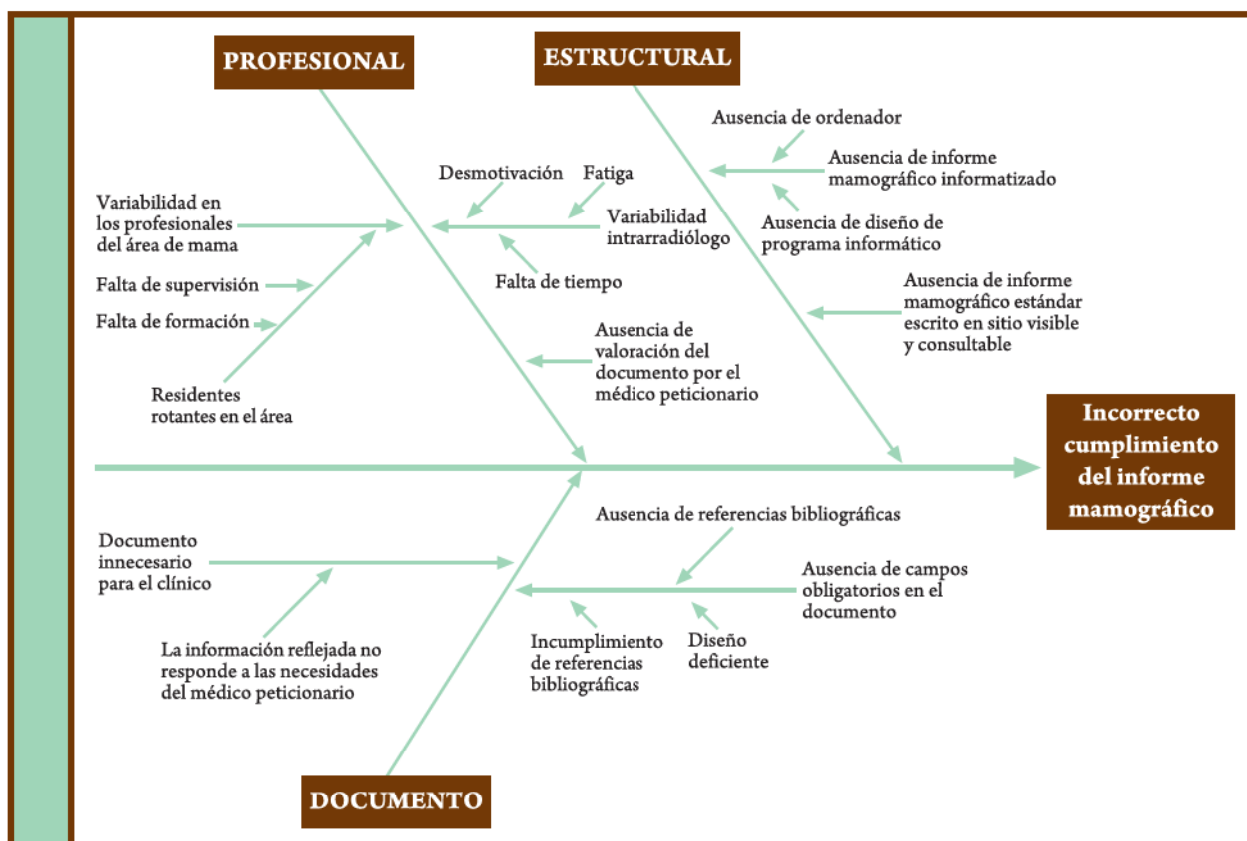 PROFESIONAL
ESTRUCTURAL
Ausencia de ordenador
Ausencia de informe
mamográfico informatizado
Ausencia de diseño de
programa informático
Desmotivación
Fatiga
Variabilidad
intrarradiólogo
Falta de tiempo
Variabilidad en
los profesionales
del área de mama
Falta de supervisión
Falta de formación
Residentes
rotantes en el área
Ausencia de
valoración del
documento por el
médico peticionario
Ausencia de informe
mamográfico estándar
escrito en sitio visible
y consultable
Incorrecto
cumplimiento
del informe
mamográfico
Documento
innecesario
para el clínico
La información reflejada no
responde a las necesidades
del médico peticionario
Ausencia de referencias bibliográficas
Ausencia de campos
obligatorios en el
documento
Incumplimiento
de referencias
bibliográficas
Diseño
deficiente
DOCUMENTO